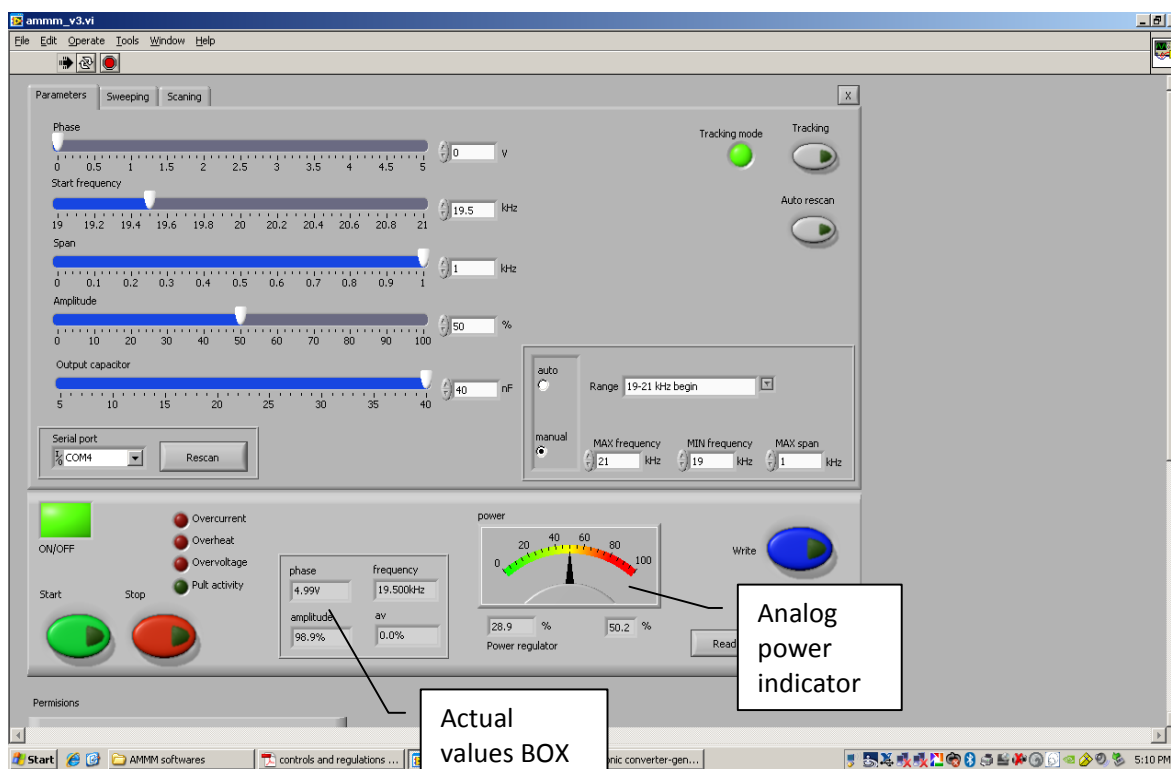 ammm_v3.vi
File Edit Operate Tools Window Help
Parameters Sweeping Scaning
X
Phase
0 0.5 1 1.5 2 2.5 3 3.5 4 4.5 5
0 V
Tracking mode
Tracking
Start frequency
19 19.2 19.4 19.6 19.8 20 20.2 20.4 20.6 20.8 21
19.5 kHz
Auto rescan
Span
0 0.1 0.2 0.3 0.4 0.5 0.6 0.7 0.8 0.9 1
1 kHz
Amplitude
0 10 20 30 40 50 60 70 80 90 100
50 %
Output capacitor
5 10 15 20 25 30 35 40
40 nF
auto
manual
Range 19-21 kHz begin
MAX frequency MIN frequency MAX span
21 kHz 19 kHz 1 kHz
Serial port
COM4
Rescan
ON/OFF
Overcurrent
Overheat
Overvoltage
Pult activity
Start Stop
phase frequency
4.99V 19.500kHz
amplitude av
98.9% 0.0%
power
0 20 40 60 80 100
28.9 % 50.2 %
Power regulator
Write
Read
Analog
power
indicator
Permisions
Actual
values BOX
Start AMMM softwares controls and regulations ... nic converter-gen... 5:10 PM